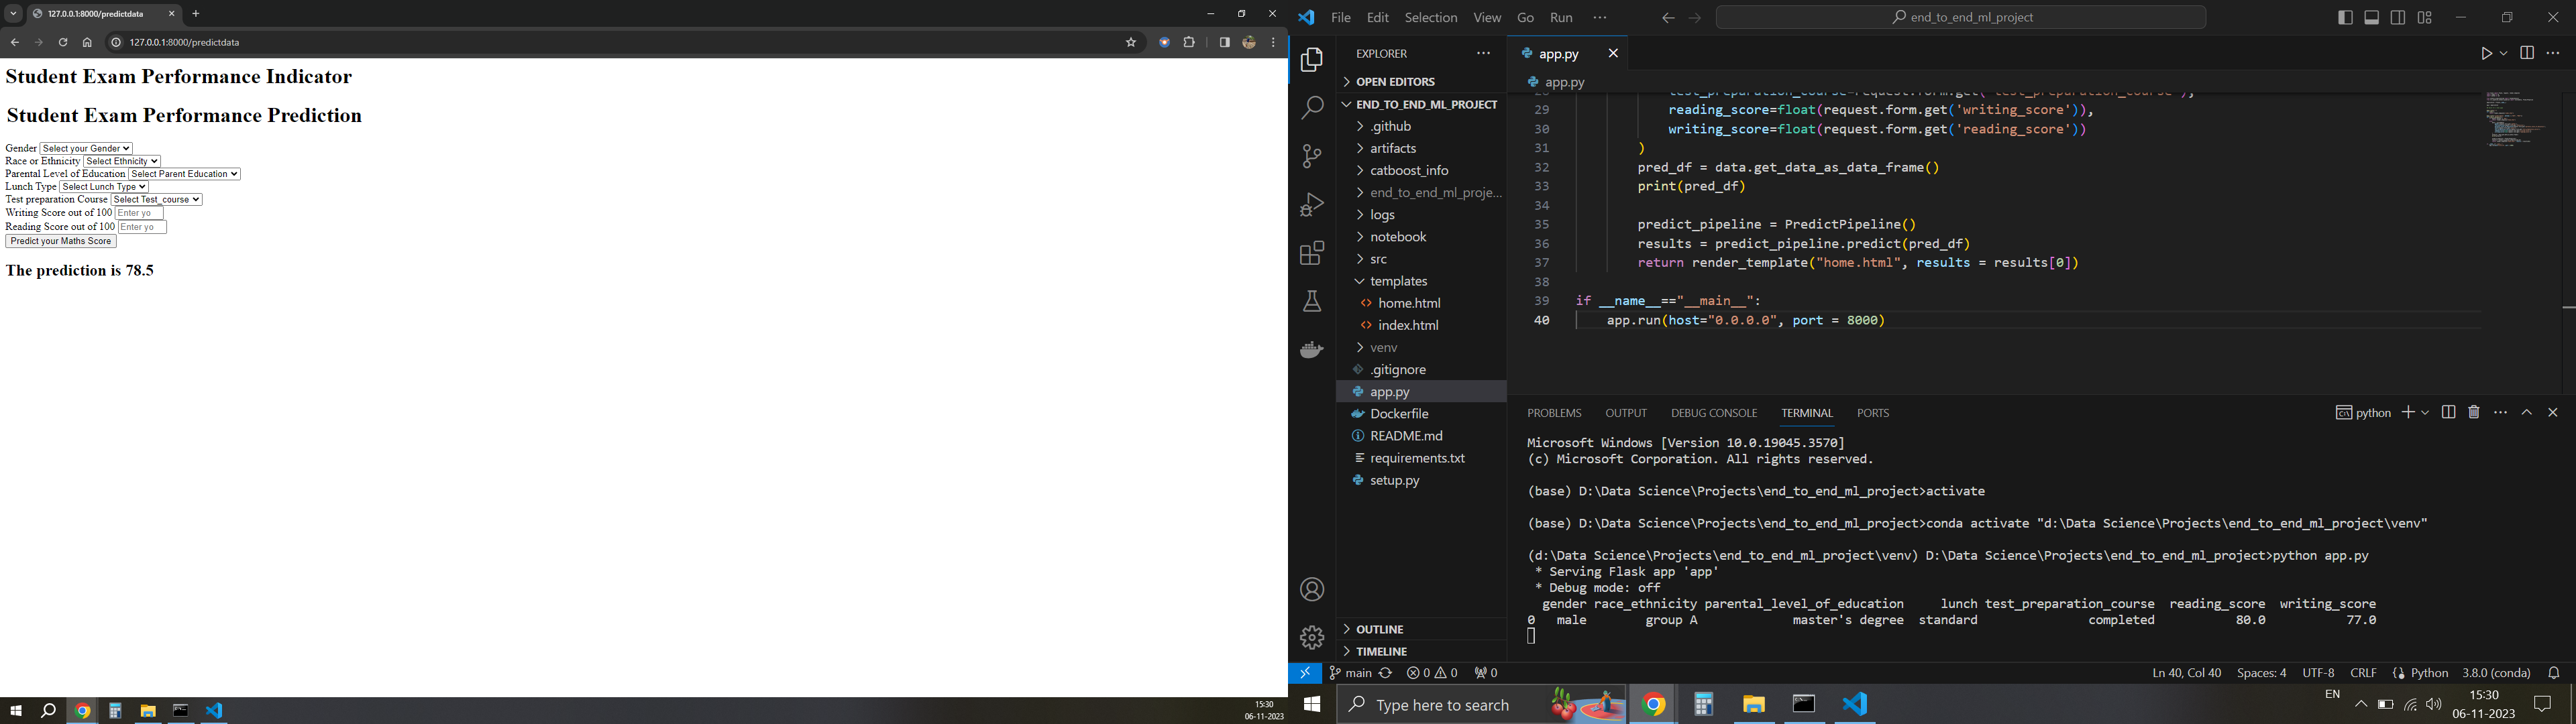 127.0.0.1:8000/predictdata
127.0.0.1:8000/predictdata
Student Exam Performance Indicator
Student Exam Performance Prediction
Gender Select your Gender
Race or Ethnicity Select Ethnicity
Parental Level of Education Select Parent Education
Lunch Type Select Lunch Type
Test preparation Course Select Test_course
Writing Score out of 100 Enter yo
Reading Score out of 100 Enter yo
Predict your Maths Score
The prediction is 78.5
15:30
06-11-2023
File Edit Selection View Go Run ···
end_to_end_ml_project
EXPLORER ···
OPEN EDITORS
END_TO_END_ML_PROJECT
.github
artifacts
catboost_info
end_to_end_ml_proje...
logs
notebook
src
templates
home.html
index.html
venv
.gitignore
app.py
Dockerfile
README.md
requirements.txt
setup.py
OUTLINE
TIMELINE
app.py
app.py
29 reading_score=float(request.form.get('writing_score')),
30 writing_score=float(request.form.get('reading_score'))
31 )
32 pred_df = data.get_data_as_data_frame()
33 print(pred_df)
34
35 predict_pipeline = PredictPipeline()
36 results = predict_pipeline.predict(pred_df)
37 return render_template("home.html", results = results[0])
38
39 if __name__=="__main__":
40 app.run(host="0.0.0.0", port = 8000)
PROBLEMS OUTPUT DEBUG CONSOLE TERMINAL PORTS
python
Microsoft Windows [Version 10.0.19045.3570]
(c) Microsoft Corporation. All rights reserved.
(base) D:\Data Science\Projects\end_to_end_ml_project>activate
(base) D:\Data Science\Projects\end_to_end_ml_project>conda activate "d:\Data Science\Projects\end_to_end_ml_project\venv"
(d:\Data Science\Projects\end_to_end_ml_project\venv) D:\Data Science\Projects\end_to_end_ml_project>python app.py
* Serving Flask app 'app'
* Debug mode: off
gender race_ethnicity parental_level_of_education lunch test_preparation_course reading_score writing_score
0 male group A master's degree standard completed 80.0 77.0
main 0 0 0
Ln 40, Col 40 Spaces: 4 UTF-8 CRLF Python 3.8.0 (conda)
Type here to search
EN
15:30
06-11-2023